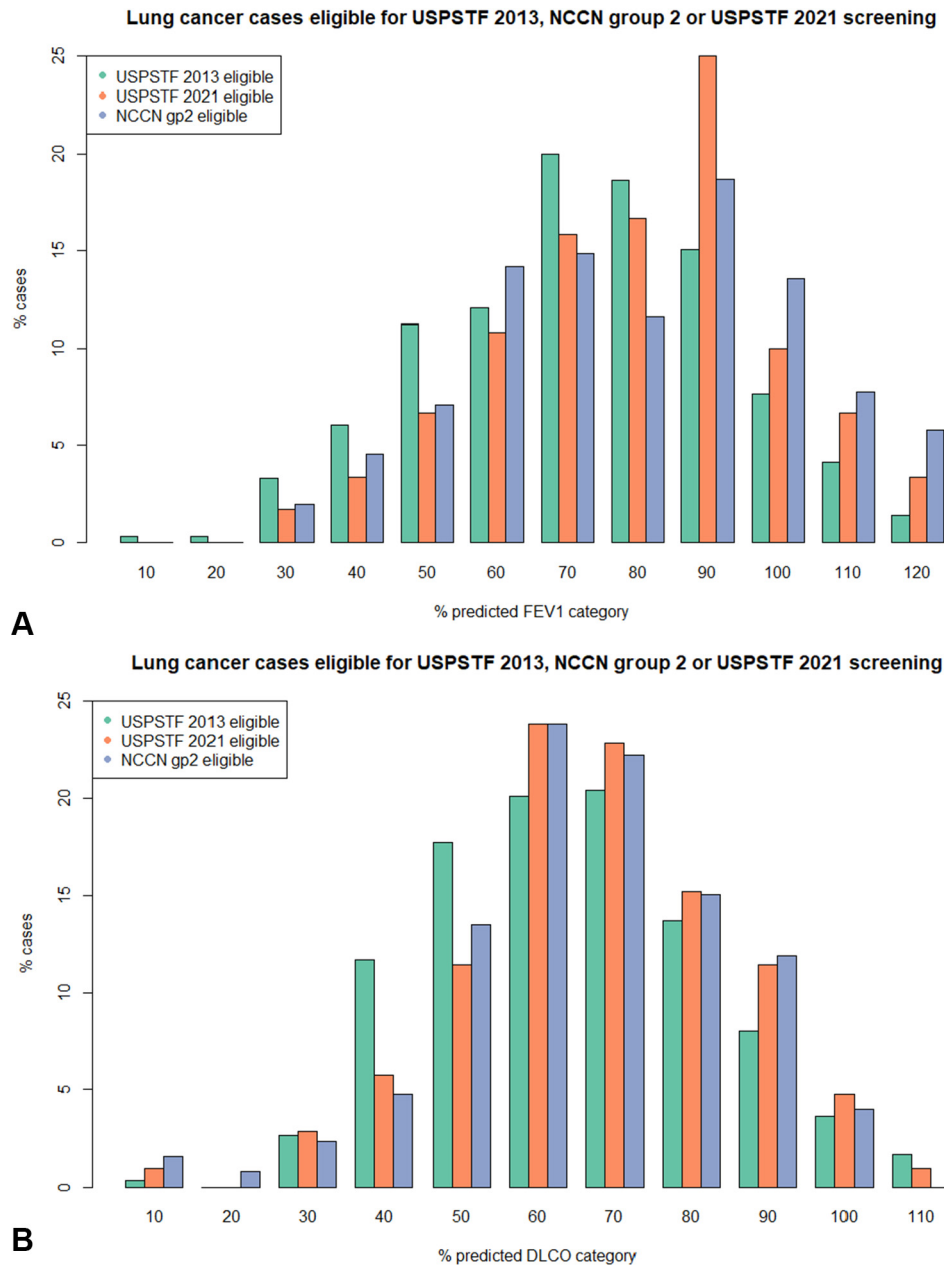 Lung cancer cases eligible for USPSTF 2013, NCCN group 2 or USPSTF 2021 screening
25
20
15
10
5
0
% cases
USPSTF 2013 eligible
USPSTF 2021 eligible
NCCN gp2 eligible
10 20 30 40 50 60 70 80 90 100 110 120
% predicted FEV1 category
A
Lung cancer cases eligible for USPSTF 2013, NCCN group 2 or USPSTF 2021 screening
25
20
15
10
5
0
% cases
USPSTF 2013 eligible
USPSTF 2021 eligible
NCCN gp2 eligible
10 20 30 40 50 60 70 80 90 100 110
% predicted DLCO category
B